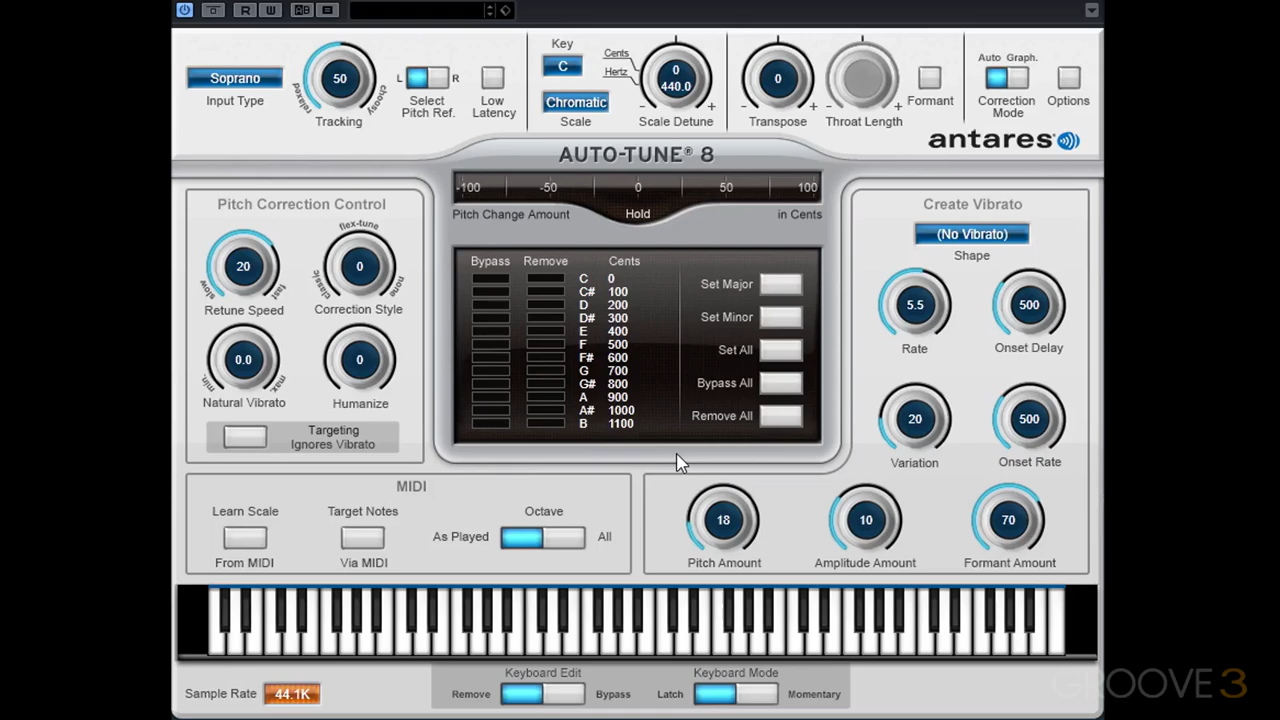 R W AB
Soprano
Input Type
50
relaxed choosy
Tracking
L R
Select
Pitch Ref.
Low
Latency
Key
C
Chromatic
Scale
Cents
Hertz
0
440.0
- +
Scale Detune
0
- +
Transpose
- +
Throat Length
Formant
Auto Graph.
Correction
Mode
Options
antares
AUTO-TUNE® 8
-100 -50 0 50 100
Pitch Change Amount Hold in Cents
Pitch Correction Control
20
slow fast
Retune Speed
flex-tune
0
classic none
Correction Style
0.0
min. max.
Natural Vibrato
0
Humanize
Targeting
Ignores Vibrato
Bypass Remove Cents
C 0
C# 100
D 200
D# 300
E 400
F 500
F# 600
G 700
G# 800
A 900
A# 1000
B 1100
Set Major
Set Minor
Set All
Bypass All
Remove All
Create Vibrato
(No Vibrato)
Shape
5.5
Rate
500
Onset Delay
20
Variation
500
Onset Rate
MIDI
Learn Scale
From MIDI
Target Notes
Via MIDI
Octave
As Played All
18
Pitch Amount
10
Amplitude Amount
70
Formant Amount
Sample Rate 44.1K
Keyboard Edit
Remove Bypass
Keyboard Mode
Latch Momentary
GROOVE 3